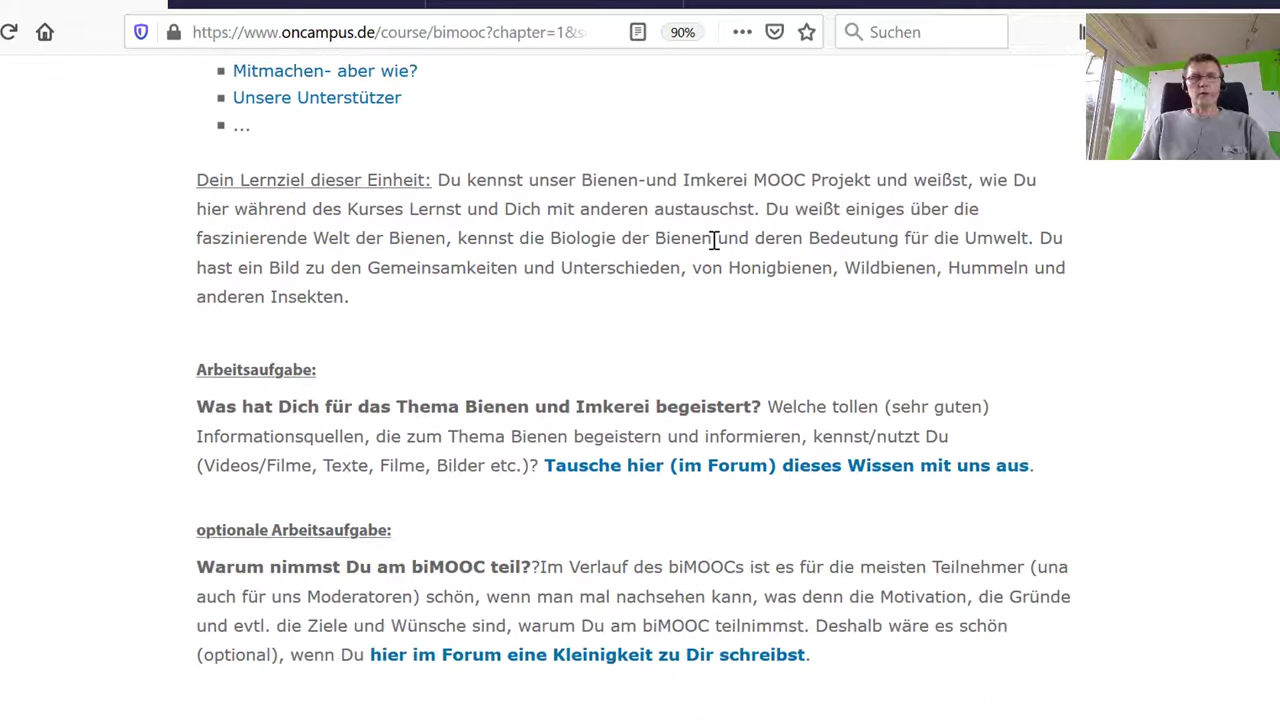 https://www.oncampus.de/course/bimooc?chapter=1&s
90%
Suchen
Mitmachen- aber wie?
Unsere Unterstützer
...
Dein Lernziel dieser Einheit: Du kennst unser Bienen-und Imkerei MOOC Projekt und weißst, wie Du
hier während des Kurses Lernst und Dich mit anderen austauschst. Du weißt einiges über die
faszinierende Welt der Bienen, kennst die Biologie der Bienen und deren Bedeutung für die Umwelt. Du
hast ein Bild zu den Gemeinsamkeiten und Unterschieden, von Honigbienen, Wildbienen, Hummeln und
anderen Insekten.
Arbeitsaufgabe:
Was hat Dich für das Thema Bienen und Imkerei begeistert? Welche tollen (sehr guten)
Informationsquellen, die zum Thema Bienen begeistern und informieren, kennst/nutzt Du
(Videos/Filme, Texte, Filme, Bilder etc.)? Tausche hier (im Forum) dieses Wissen mit uns aus.
optionale Arbeitsaufgabe:
Warum nimmst Du am biMOOC teil??Im Verlauf des biMOOCs ist es für die meisten Teilnehmer (una
auch für uns Moderatoren) schön, wenn man mal nachsehen kann, was denn die Motivation, die Gründe
und evtl. die Ziele und Wünsche sind, warum Du am biMOOC teilnimmst. Deshalb wäre es schön
(optional), wenn Du hier im Forum eine Kleinigkeit zu Dir schreibst.